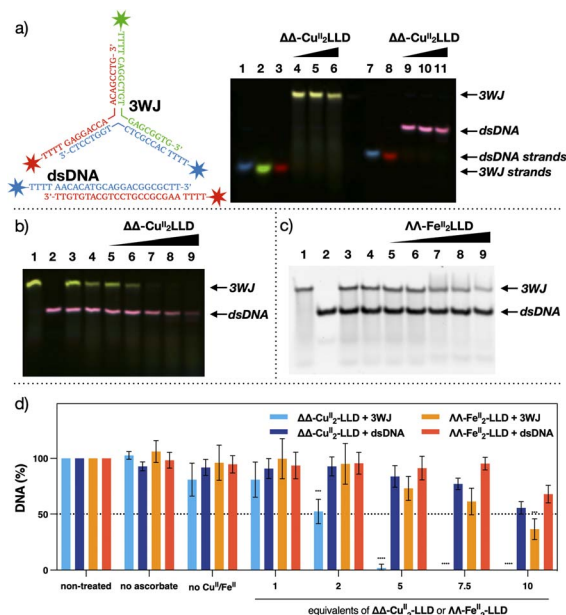 a)
TTTT CAGGCTGT
ACAGCCTG-3'
TTTT GAGGACCA
3'-CTCCTGGT
3WJ
GAGCGGTG-
CTCGCCAC TTTT
dsDNA
TTTT AACACATGCAGGACGGCGCTT-3'
3'-TTGTGTACGTCCTGCCGCGAA TTTT
ΔΔ-Cuᴵᴵ₂LLD ΔΔ-Cuᴵᴵ₂LLD
1 2 3 4 5 6 7 8 9 10 11
3WJ
dsDNA
dsDNA strands
3WJ strands
b)
ΔΔ-Cuᴵᴵ₂LLD
1 2 3 4 5 6 7 8 9
3WJ
dsDNA
c)
ΛΛ-Feᴵᴵ₂LLD
1 2 3 4 5 6 7 8 9
3WJ
dsDNA
d)
ΔΔ-Cuᴵᴵ₂-LLD + 3WJ
ΔΔ-Cuᴵᴵ₂-LLD + dsDNA
ΛΛ-Feᴵᴵ₂-LLD + 3WJ
ΛΛ-Feᴵᴵ₂-LLD + dsDNA
DNA (%)
100
50
0
*** **** **** **** ***
non-treated no ascorbate no Cuᴵᴵ/Feᴵᴵ 1 2 5 7.5 10
equivalents of ΔΔ-Cuᴵᴵ₂-LLD or ΛΛ-Feᴵᴵ₂-LLD